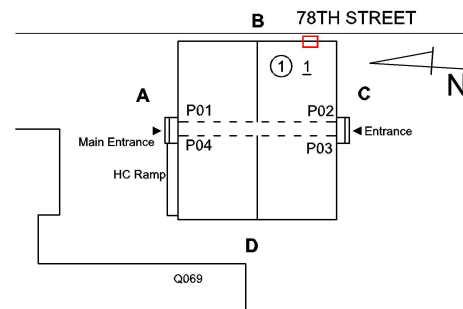 78TH STREET
B
1 1
A
C
N
P01 P02
Main Entrance
Entrance
P04 P03
HC Ramp
D
Q069